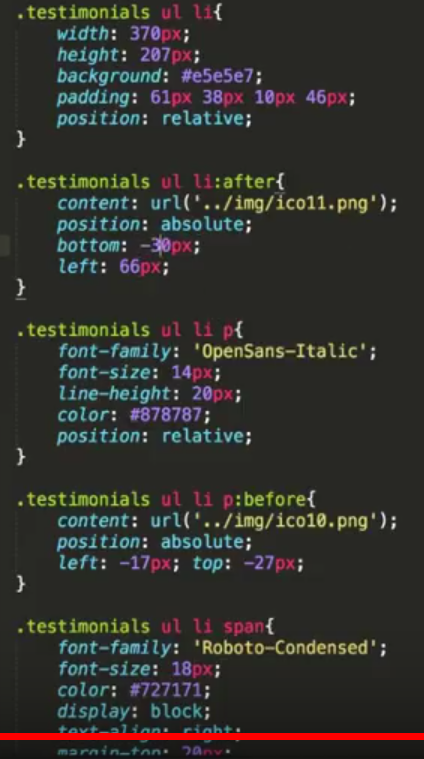 .testimonials ul li{
width: 370px;
height: 207px;
background: #e5e5e7;
padding: 61px 38px 10px 46px;
position: relative;
}
.testimonials ul li:after{
content: url('../img/ico11.png');
position: absolute;
bottom: -30px;
left: 66px;
}
.testimonials ul li p{
font-family: 'OpenSans-Italic';
font-size: 14px;
line-height: 20px;
color: #878787;
position: relative;
}
.testimonials ul li p:before{
content: url('../img/ico10.png');
position: absolute;
left: -17px; top: -27px;
}
.testimonials ul li span{
font-family: 'Roboto-Condensed';
font-size: 18px;
color: #727171;
display: block;
text-align: right;
margin-top: 20px;